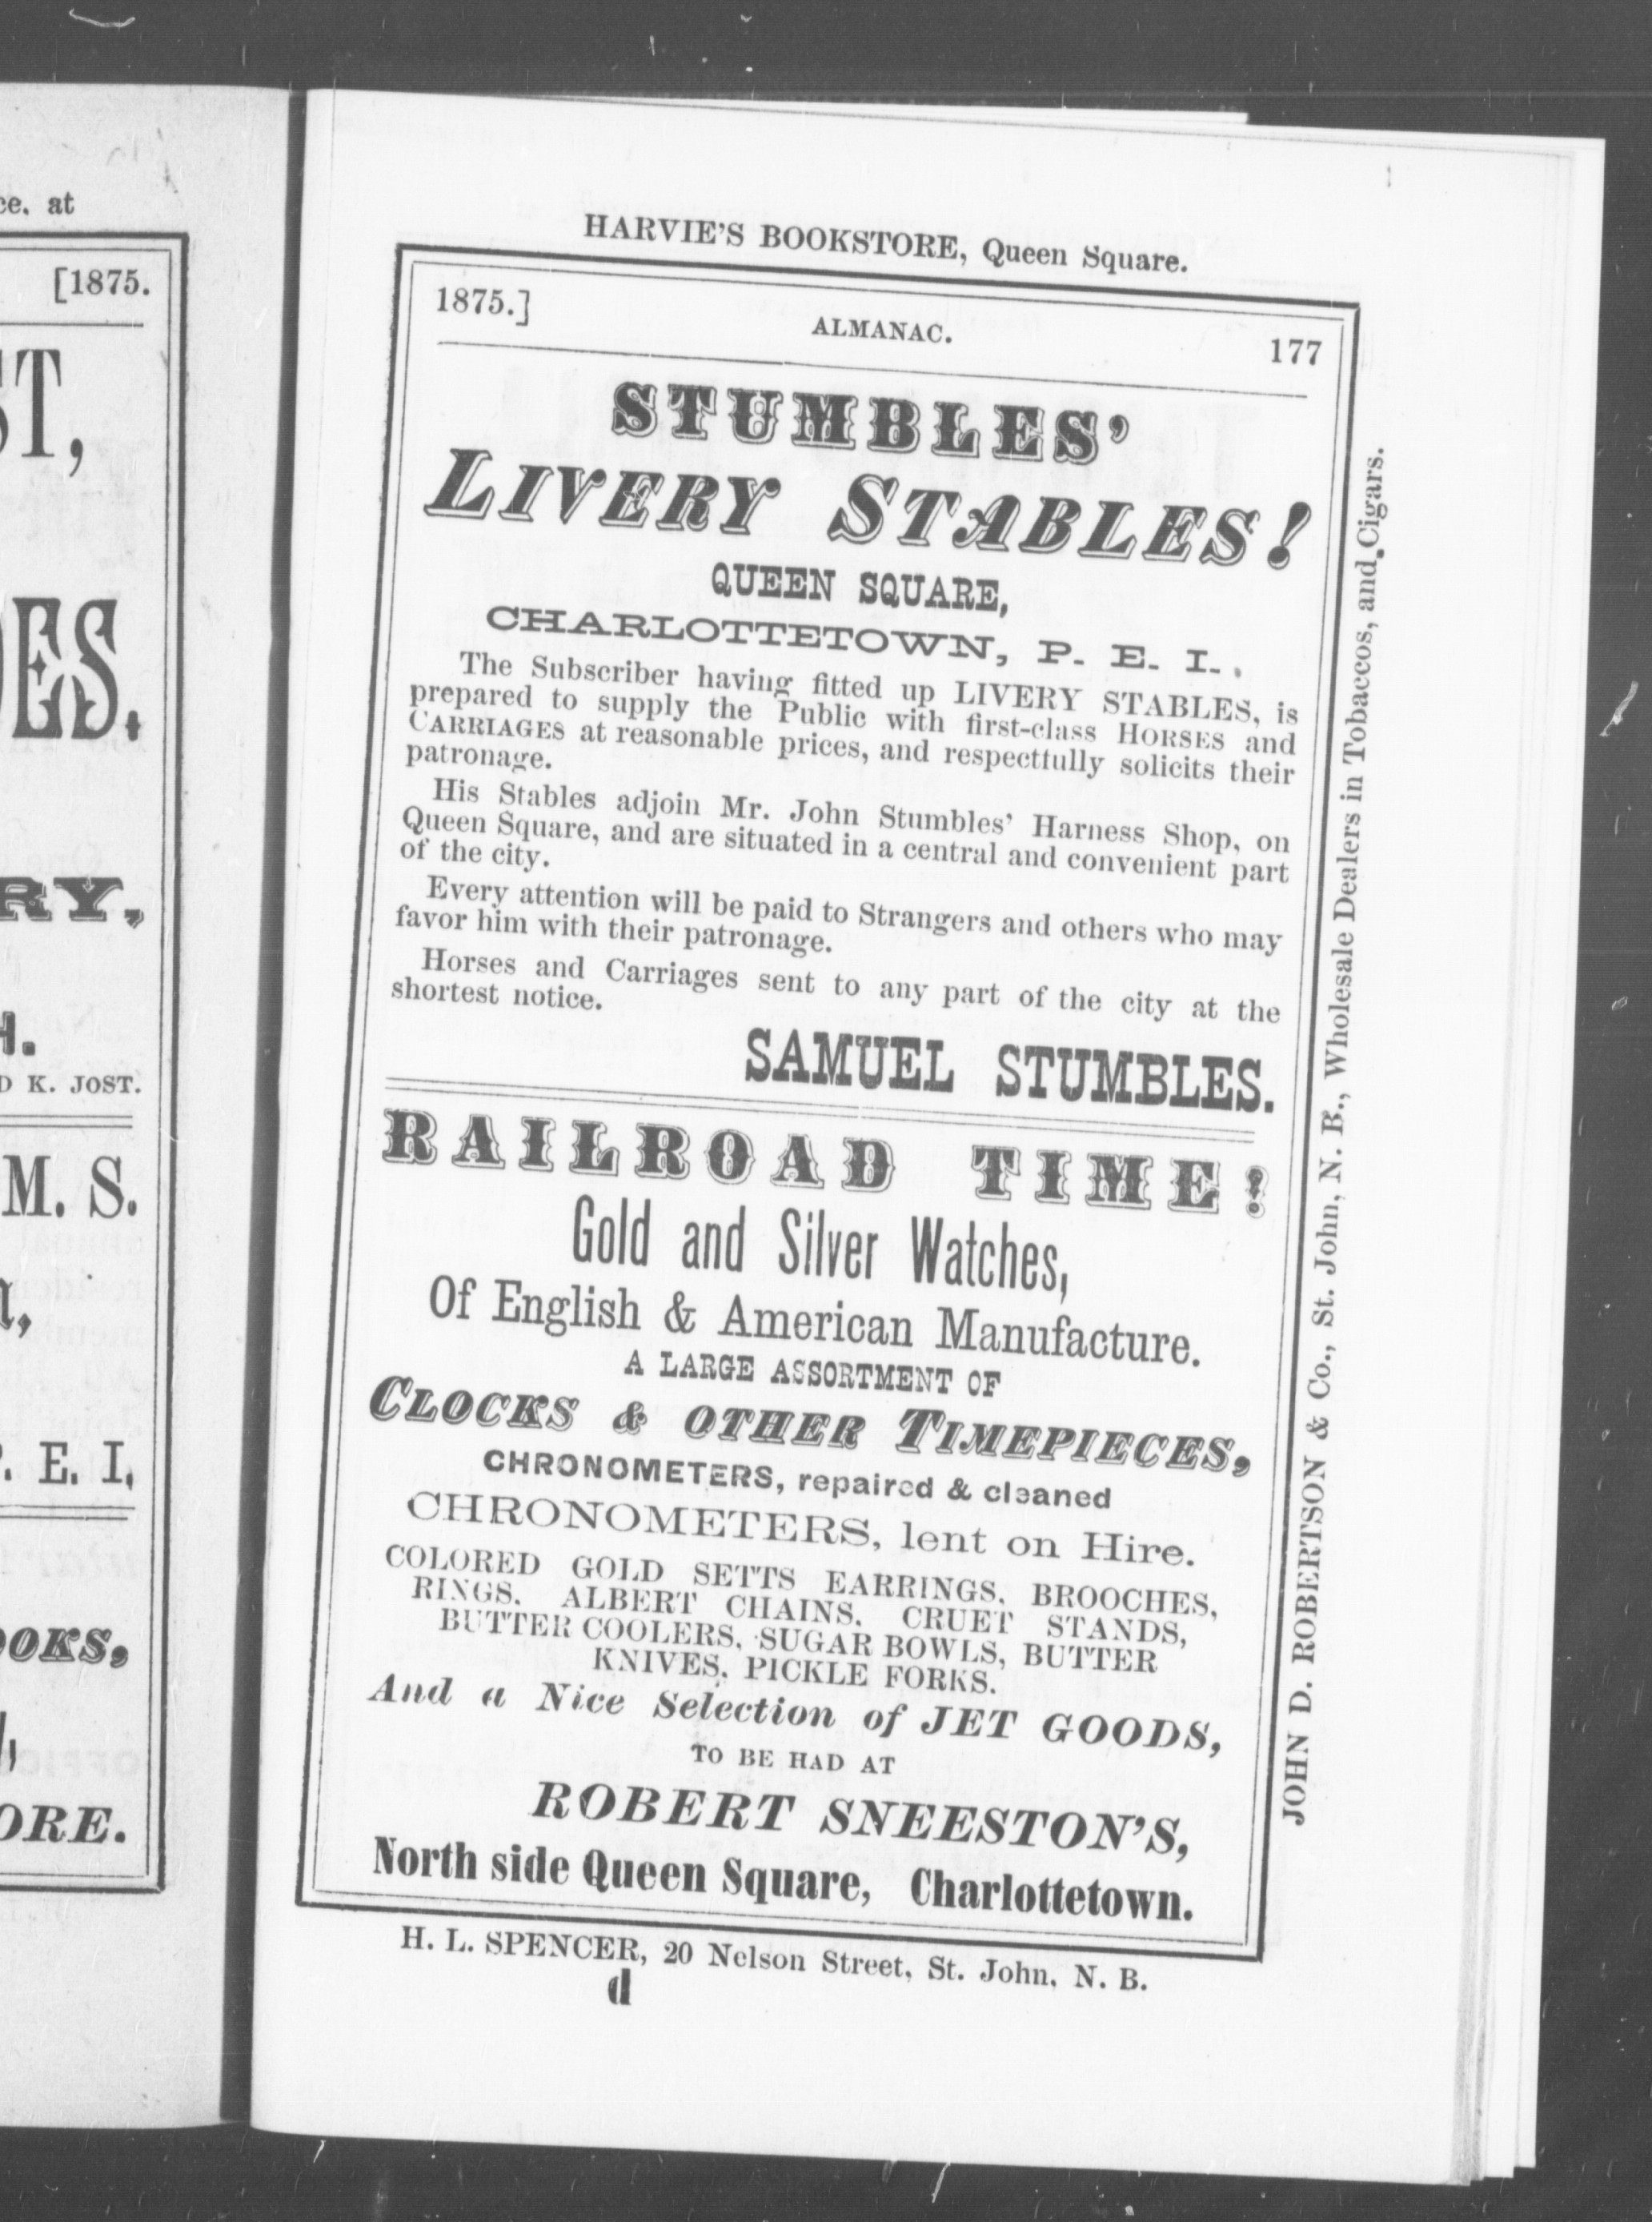 ce. at
[1875.
ST,
DES.
RY,
H.
D K. JOST.
M. S.
P. E. I,
OOKS,
ORE.
HARVIE'S BOOKSTORE, Queen Square.
1875.] ALMANAC. 177
STUMBLES'
LIVERY STABLES!
QUEEN SQUARE,
CHARLOTTETOWN, P. E. I.
The Subscriber having fitted up LIVERY STABLES, is
prepared to supply the Public with first-class HORSES and
CARRIAGES at reasonable prices, and respectfully solicits their
patronage.
His Stables adjoin Mr. John Stumbles' Harness Shop, on
Queen Square, and are situated in a central and convenient part
of the city.
Every attention will be paid to Strangers and others who may
favor him with their patronage.
Horses and Carriages sent to any part of the city at the
shortest notice.
SAMUEL STUMBLES.
RAILROAD TIME!
Gold and Silver Watches,
Of English & American Manufacture.
A LARGE ASSORTMENT OF
CLOCKS & OTHER TIMEPIECES,
CHRONOMETERS, repaired & cleaned
CHRONOMETERS, lent on Hire.
COLORED GOLD SETTS EARRINGS, BROOCHES,
RINGS, ALBERT CHAINS, CRUET STANDS,
BUTTER COOLERS, SUGAR BOWLS, BUTTER
KNIVES, PICKLE FORKS.
And a Nice Selection of JET GOODS,
TO BE HAD AT
ROBERT SNEESTON'S,
North side Queen Square, Charlottetown.
H. L. SPENCER, 20 Nelson Street, St. John, N. B.
d
JOHN D. ROBERTSON & Co., St. John, N. B., Wholesale Dealers in Tobaccos, and Cigars.